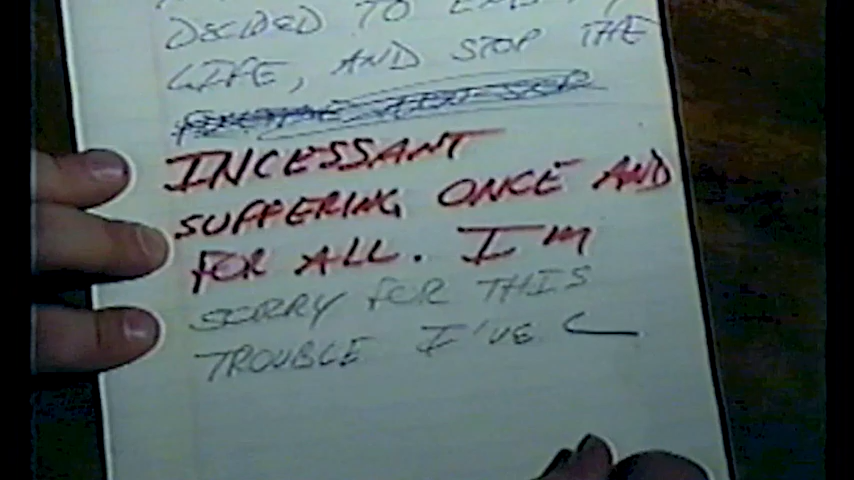 DECIDED TO
LIFE, AND STOP THE
INCESSANT
SUFFERING ONCE AND
FOR ALL. I'M
SORRY FOR THIS
TROUBLE I'VE